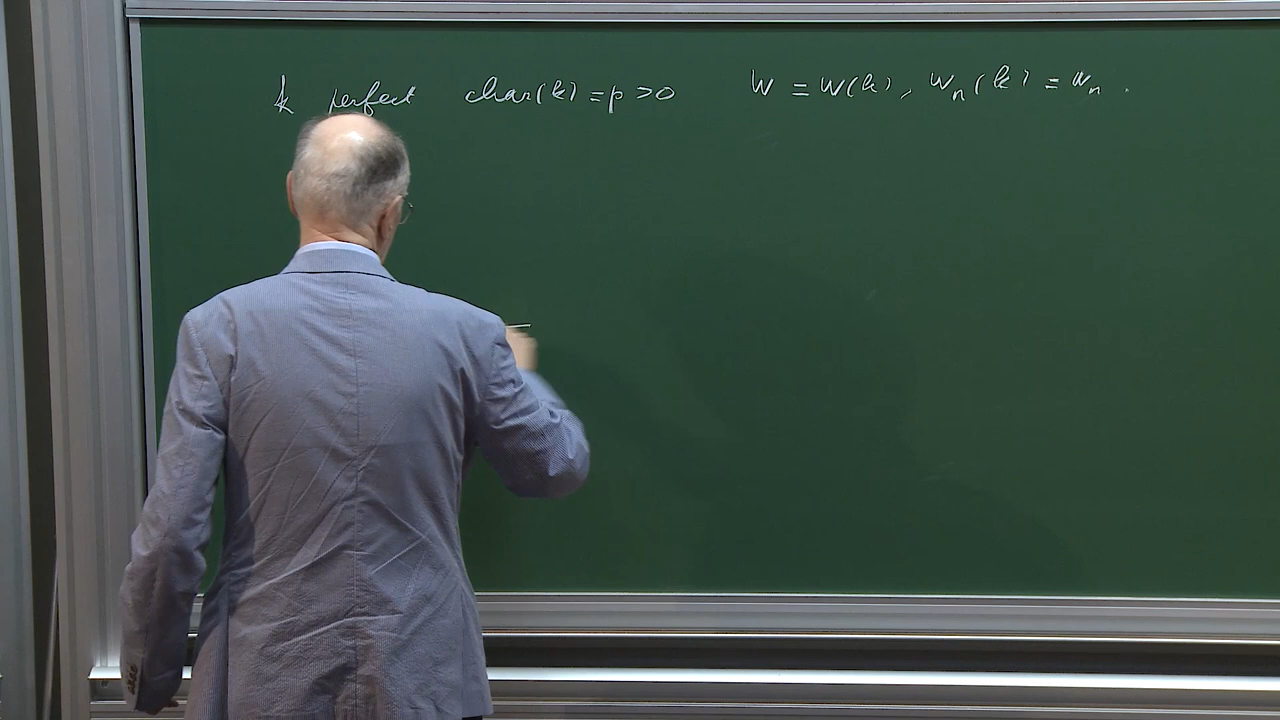 k perfect char(k) = p > 0 W = W(k), Wn(k) = Wn.